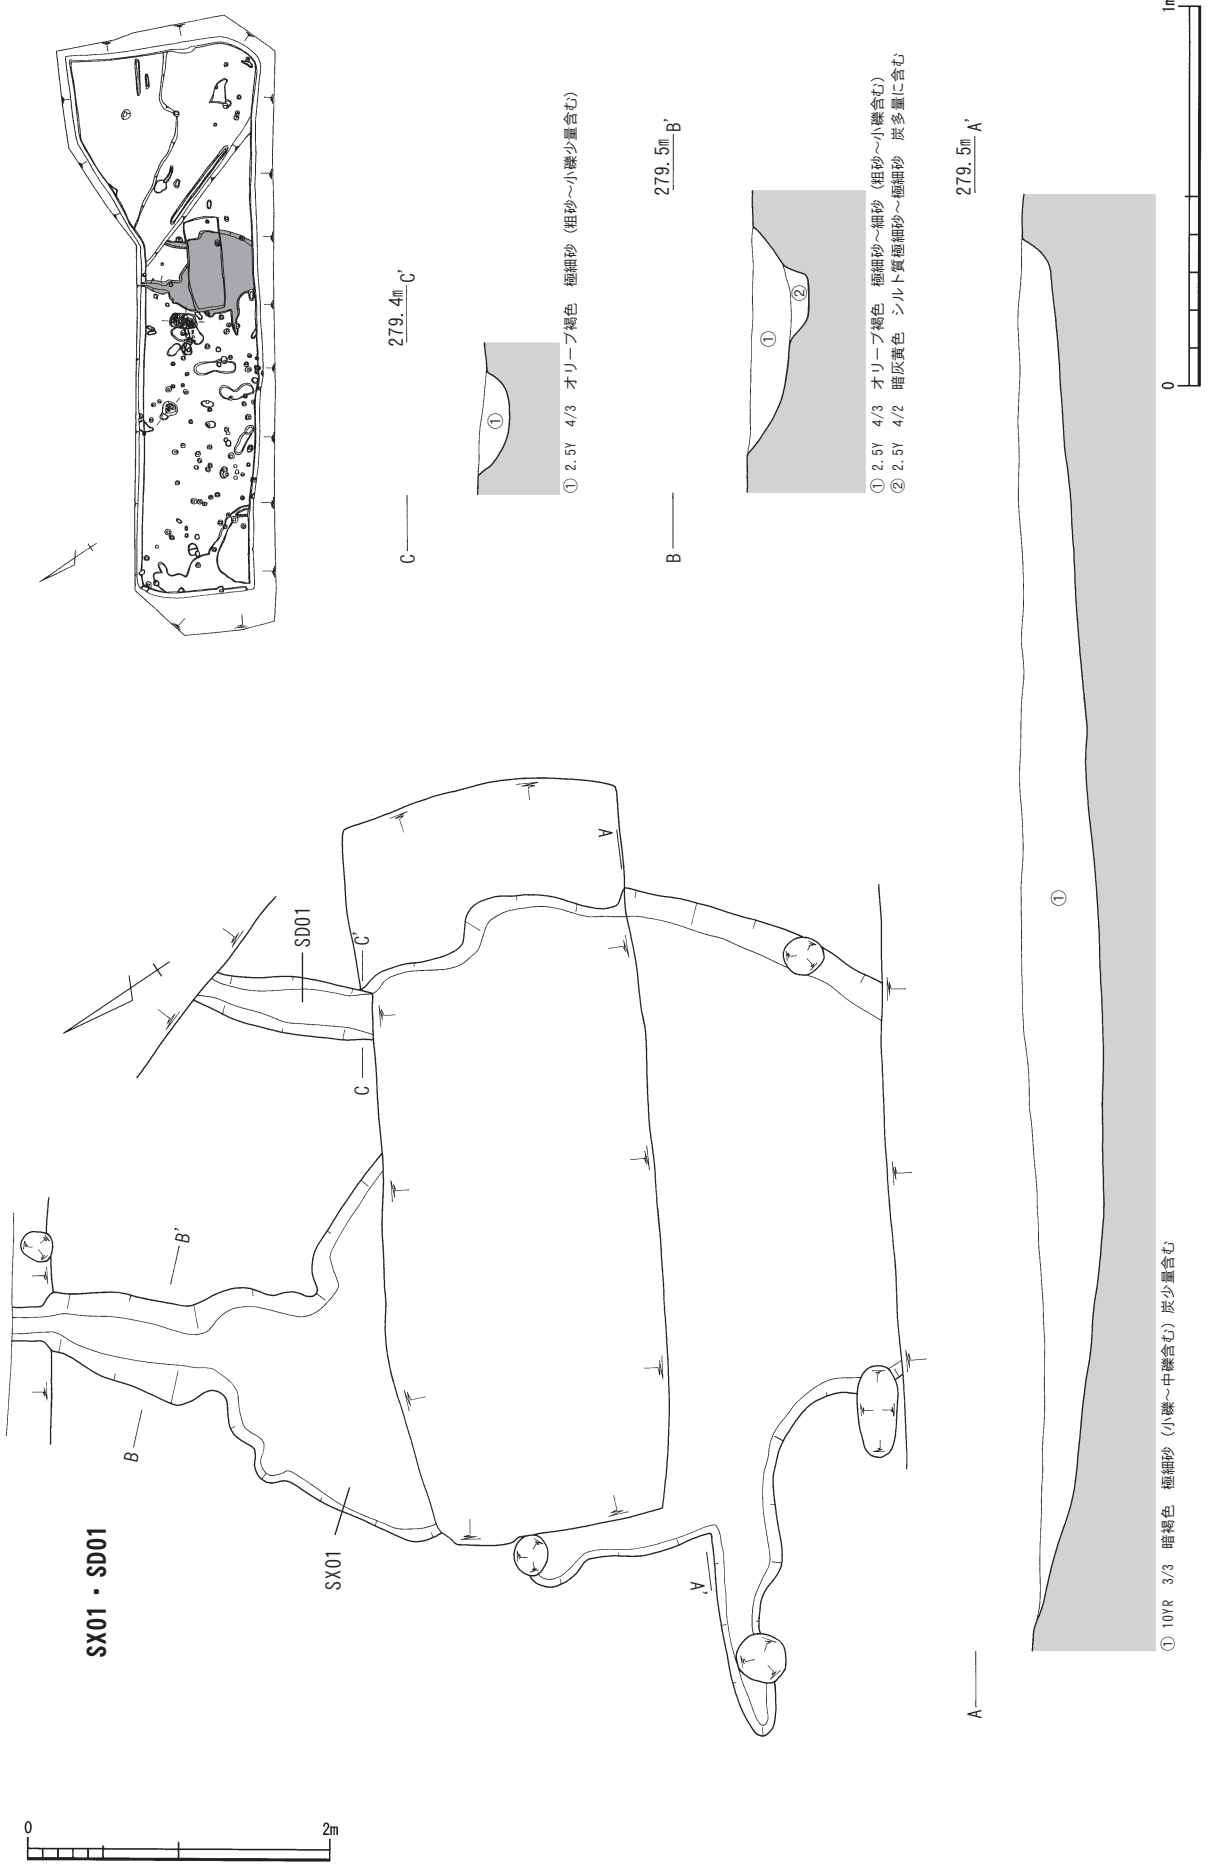 SX01・SD01
SX01
SD01
A
A'
B
B'
C
C'
0
2m
C
279.4m C'
①
① 2.5Y 4/3 オリーブ褐色 極細砂(粗砂～小礫少量含む)
B
279.5m B'
①
②
① 2.5Y 4/3 オリーブ褐色 極細砂～細砂(粗砂～小礫含む)
② 2.5Y 4/2 暗灰黄色 シルト質極細砂～極細砂 炭多量に含む
A
279.5m A'
①
① 10YR 3/3 暗褐色 極細砂(小礫～中礫含む)炭少量含む
0
1m